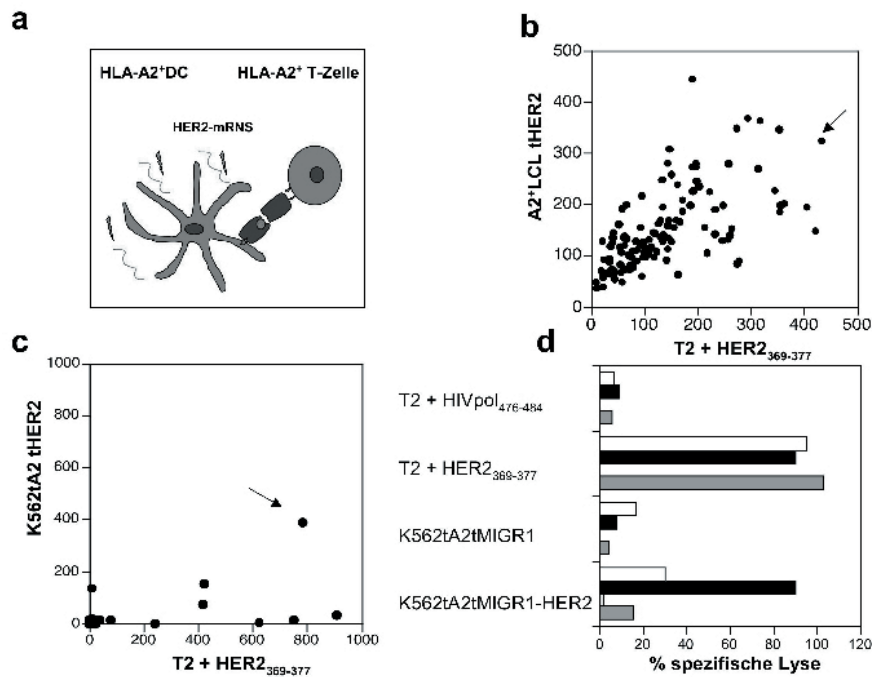 a
HLA-A2⁺DC
HLA-A2⁺ T-Zelle
HER2-mRNS
b
A2⁺LCL tHER2
500
400
300
200
100
0
0 100 200 300 400 500
T2 + HER2₃₆₉₋₃₇₇
c
K562tA2 tHER2
1000
800
600
400
200
0
0 200 400 600 800 1000
T2 + HER2₃₆₉₋₃₇₇
d
T2 + HIVpol₄₇₆₋₄₈₄
T2 + HER2₃₆₉₋₃₇₇
K562tA2tMIGR1
K562tA2tMIGR1-HER2
0 20 40 60 80 100 120
% spezifische Lyse